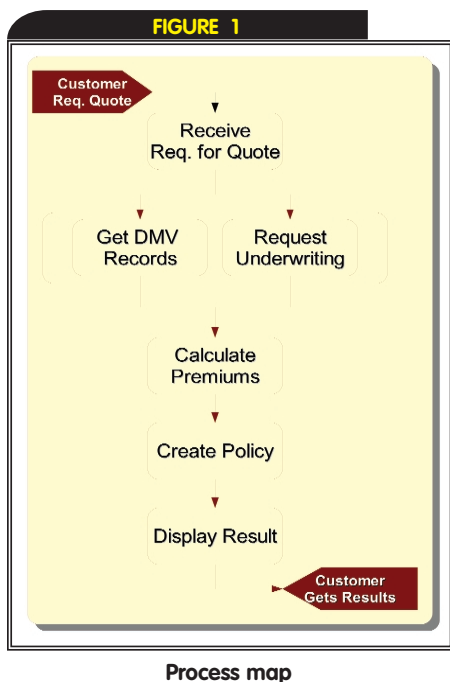 FIGURE 1
Customer
Req. Quote
Receive
Req. for Quote
Get DMV
Records
Request
Underwriting
Calculate
Premiums
Create Policy
Display Result
Customer
Gets Results
Process map